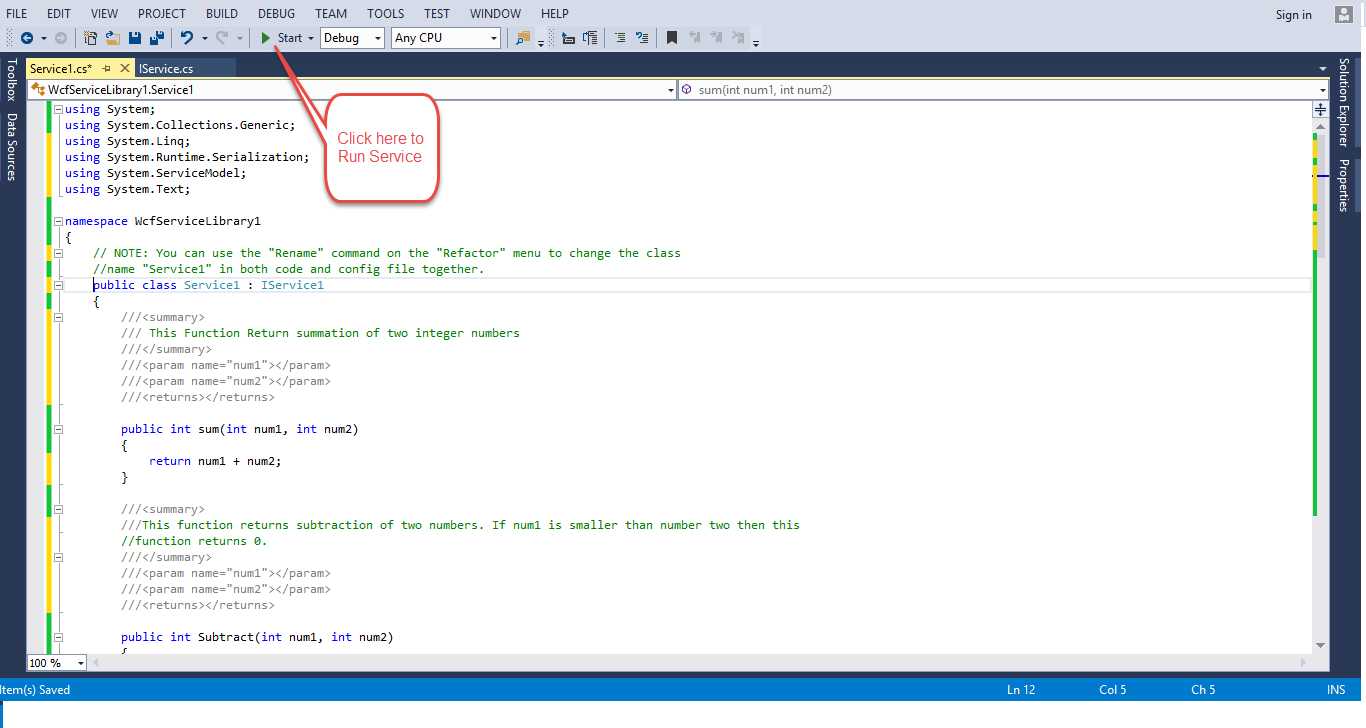 FILE EDIT VIEW PROJECT BUILD DEBUG TEAM TOOLS TEST WINDOW HELP Sign in
Start Debug Any CPU
Toolbox
Data Sources
Service1.cs* IService.cs
WcfServiceLibrary1.Service1 sum(int num1, int num2)
Click here to
Run Service
using System;
using System.Collections.Generic;
using System.Linq;
using System.Runtime.Serialization;
using System.ServiceModel;
using System.Text;
namespace WcfServiceLibrary1
{
// NOTE: You can use the "Rename" command on the "Refactor" menu to change the class
//name "Service1" in both code and config file together.
public class Service1 : IService1
{
///<summary>
/// This Function Return summation of two integer numbers
///</summary>
///<param name="num1"></param>
///<param name="num2"></param>
///<returns></returns>
public int sum(int num1, int num2)
{
return num1 + num2;
}
///<summary>
///This function returns subtraction of two numbers. If num1 is smaller than number two then this
//function returns 0.
///</summary>
///<param name="num1"></param>
///<param name="num2"></param>
///<returns></returns>
public int Subtract(int num1, int num2)
{
Solution Explorer
Properties
100 %
Item(s) Saved Ln 12 Col 5 Ch 5 INS